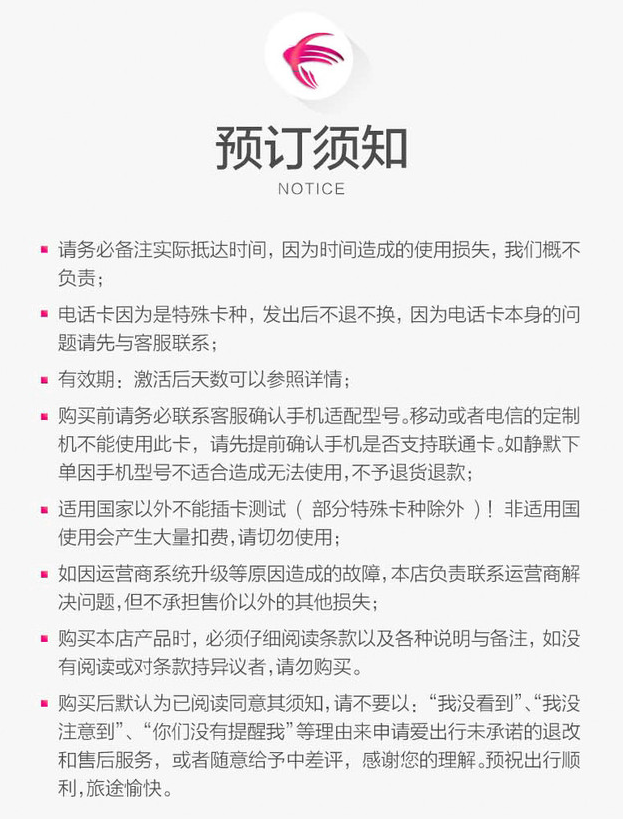 预订须知
NOTICE
请务必备注实际抵达时间，因为时间造成的使用损失，我们概不
负责；
电话卡因为是特殊卡种，发出后不退不换，因为电话卡本身的问
题请先与客服联系；
有效期：激活后天数可以参照详情；
购买前请务必联系客服确认手机适配型号。移动或者电信的定制
机不能使用此卡，请先提前确认手机是否支持联通卡。如静默下
单因手机型号不适合造成无法使用，不予退货退款；
适用国家以外不能插卡测试（ 部分特殊卡种除外 ）！非适用国
使用会产生大量扣费，请切勿使用；
如因运营商系统升级等原因造成的故障，本店负责联系运营商解
决问题，但不承担售价以外的其他损失；
购买本店产品时，必须仔细阅读条款以及各种说明与备注，如没
有阅读或对条款持异议者，请勿购买。
购买后默认为已阅读同意其须知，请不要以：“我没看到”、“我没
注意到”、“你们没有提醒我”等理由来申请爱出行未承诺的退改
和售后服务，或者随意给予中差评，感谢您的理解。预祝出行顺
利，旅途愉快。